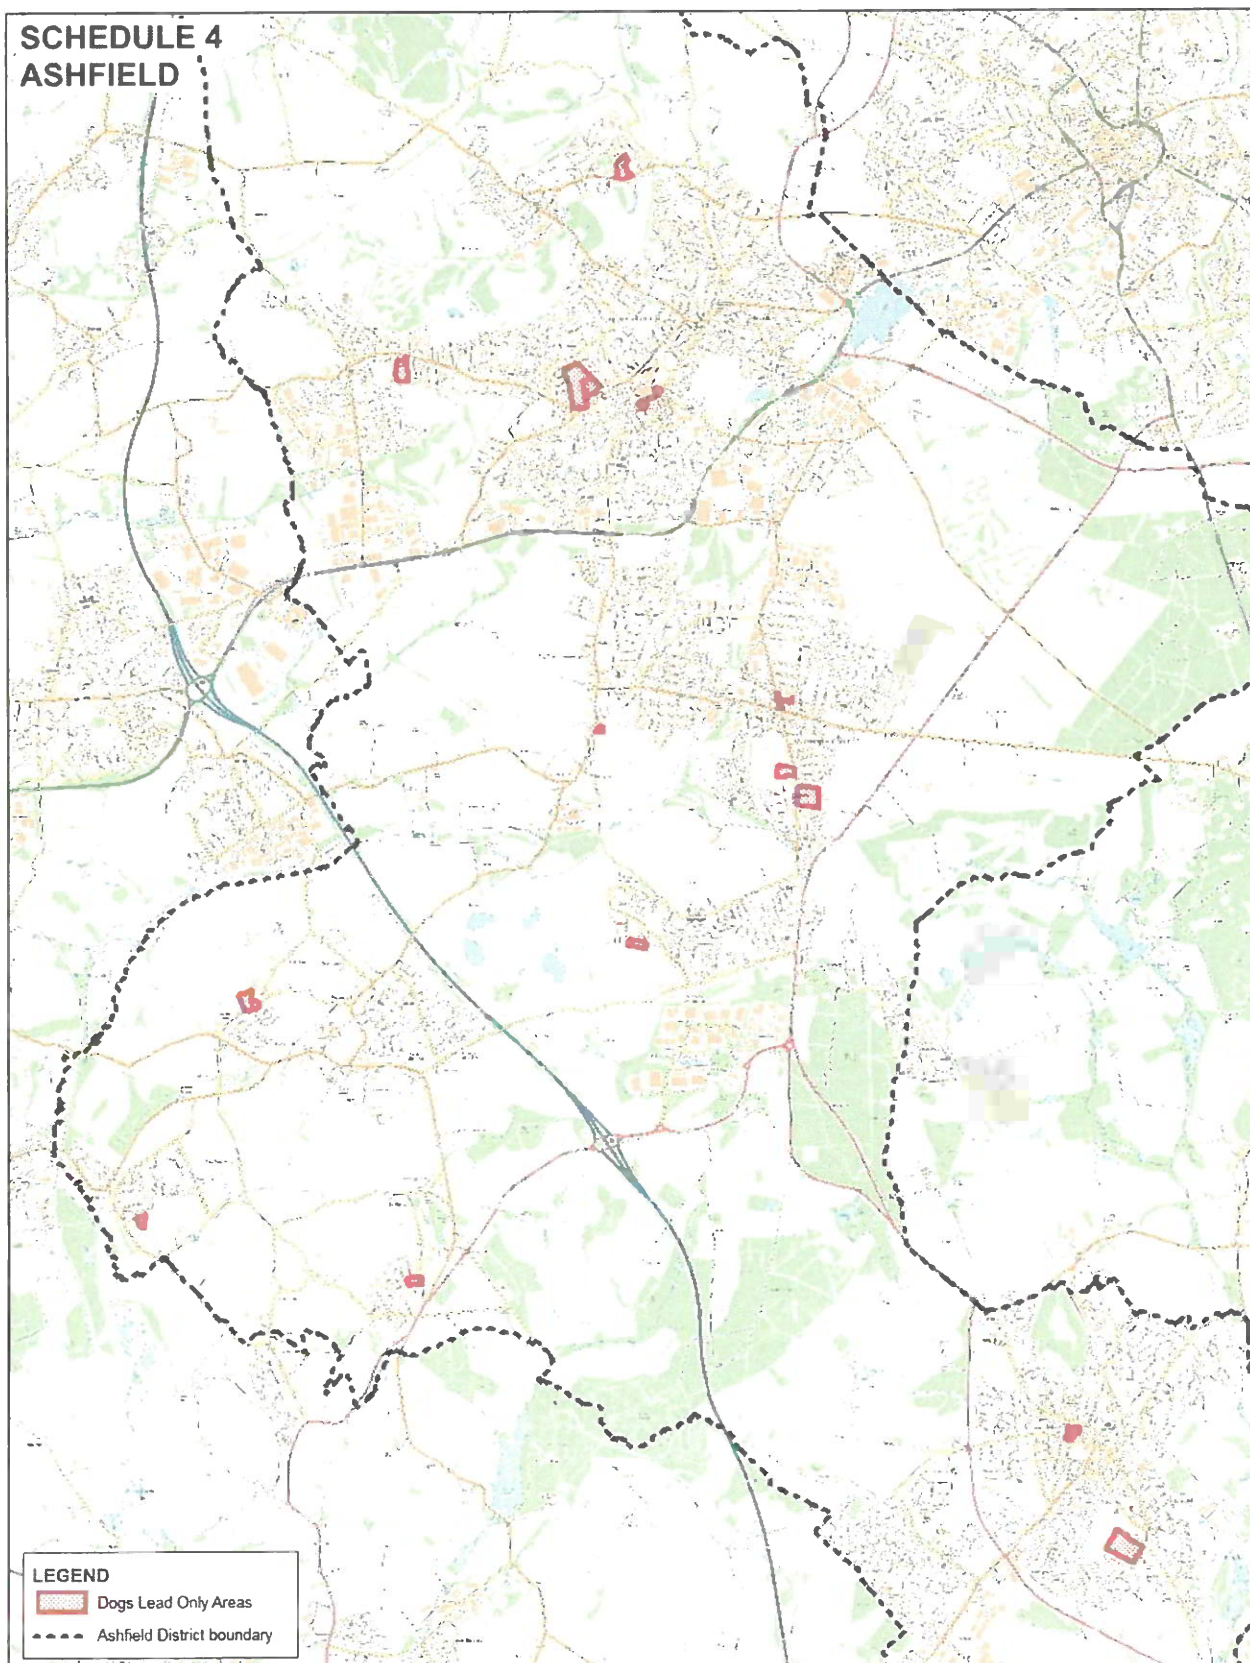 SCHEDULE 4
ASHFIELD
LEGEND
Dogs Lead Only Areas
Ashfield District boundary